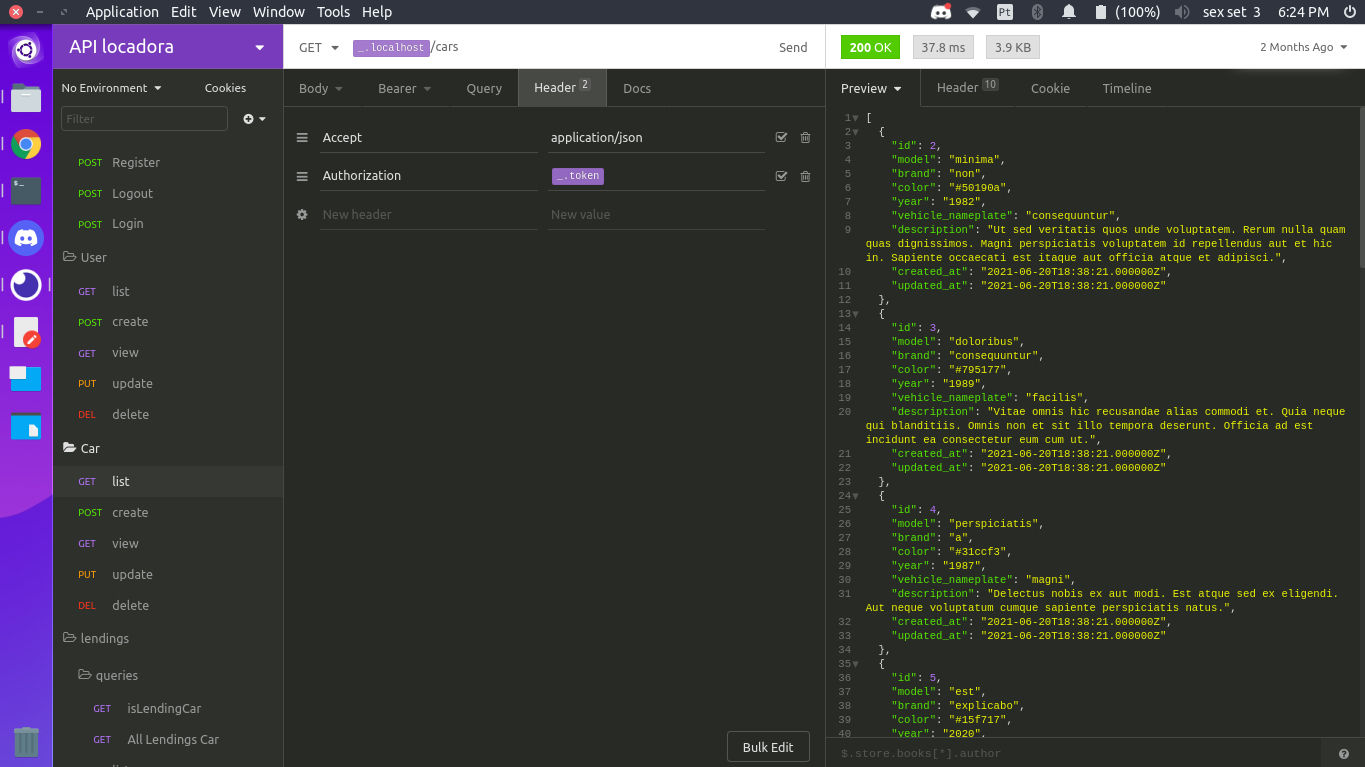 Application Edit View Window Tools Help
Pt (100%) sex set 3 6:24 PM
API locadora
GET _.localhost/cars Send
200 OK 37.8 ms 3.9 KB 2 Months Ago
No Environment Cookies
Filter
POST Register
POST Logout
POST Login
User
GET list
POST create
GET view
PUT update
DEL delete
Car
GET list
POST create
GET view
PUT update
DEL delete
lendings
queries
GET isLendingCar
GET All Lendings Car
Body Bearer Query Header 2 Docs
Accept application/json
Authorization _.token
New header New value
Bulk Edit
Preview Header 10 Cookie Timeline
1 [
2 {
3 "id": 2,
4 "model": "minima",
5 "brand": "non",
6 "color": "#50190a",
7 "year": "1982",
8 "vehicle_nameplate": "consequuntur",
9 "description": "Ut sed veritatis quos unde voluptatem. Rerum nulla quam
quas dignissimos. Magni perspiciatis voluptatem id repellendus aut et hic
in. Sapiente occaecati est itaque aut officia atque et adipisci.",
10 "created_at": "2021-06-20T18:38:21.000000Z",
11 "updated_at": "2021-06-20T18:38:21.000000Z"
12 },
13 {
14 "id": 3,
15 "model": "doloribus",
16 "brand": "consequuntur",
17 "color": "#795177",
18 "year": "1989",
19 "vehicle_nameplate": "facilis",
20 "description": "Vitae omnis hic recusandae alias commodi et. Quia neque
qui blanditiis. Omnis non et sit illo tempora deserunt. Officia ad est
incidunt ea consectetur eum cum ut.",
21 "created_at": "2021-06-20T18:38:21.000000Z",
22 "updated_at": "2021-06-20T18:38:21.000000Z"
23 },
24 {
25 "id": 4,
26 "model": "perspiciatis",
27 "brand": "a",
28 "color": "#31ccf3",
29 "year": "1987",
30 "vehicle_nameplate": "magni",
31 "description": "Delectus nobis ex aut modi. Est atque sed ex eligendi.
Aut neque voluptatum cumque sapiente perspiciatis natus.",
32 "created_at": "2021-06-20T18:38:21.000000Z",
33 "updated_at": "2021-06-20T18:38:21.000000Z"
34 },
35 {
36 "id": 5,
37 "model": "est",
38 "brand": "explicabo",
39 "color": "#15f717",
40 "year": "2020",
$.store.books[*].author